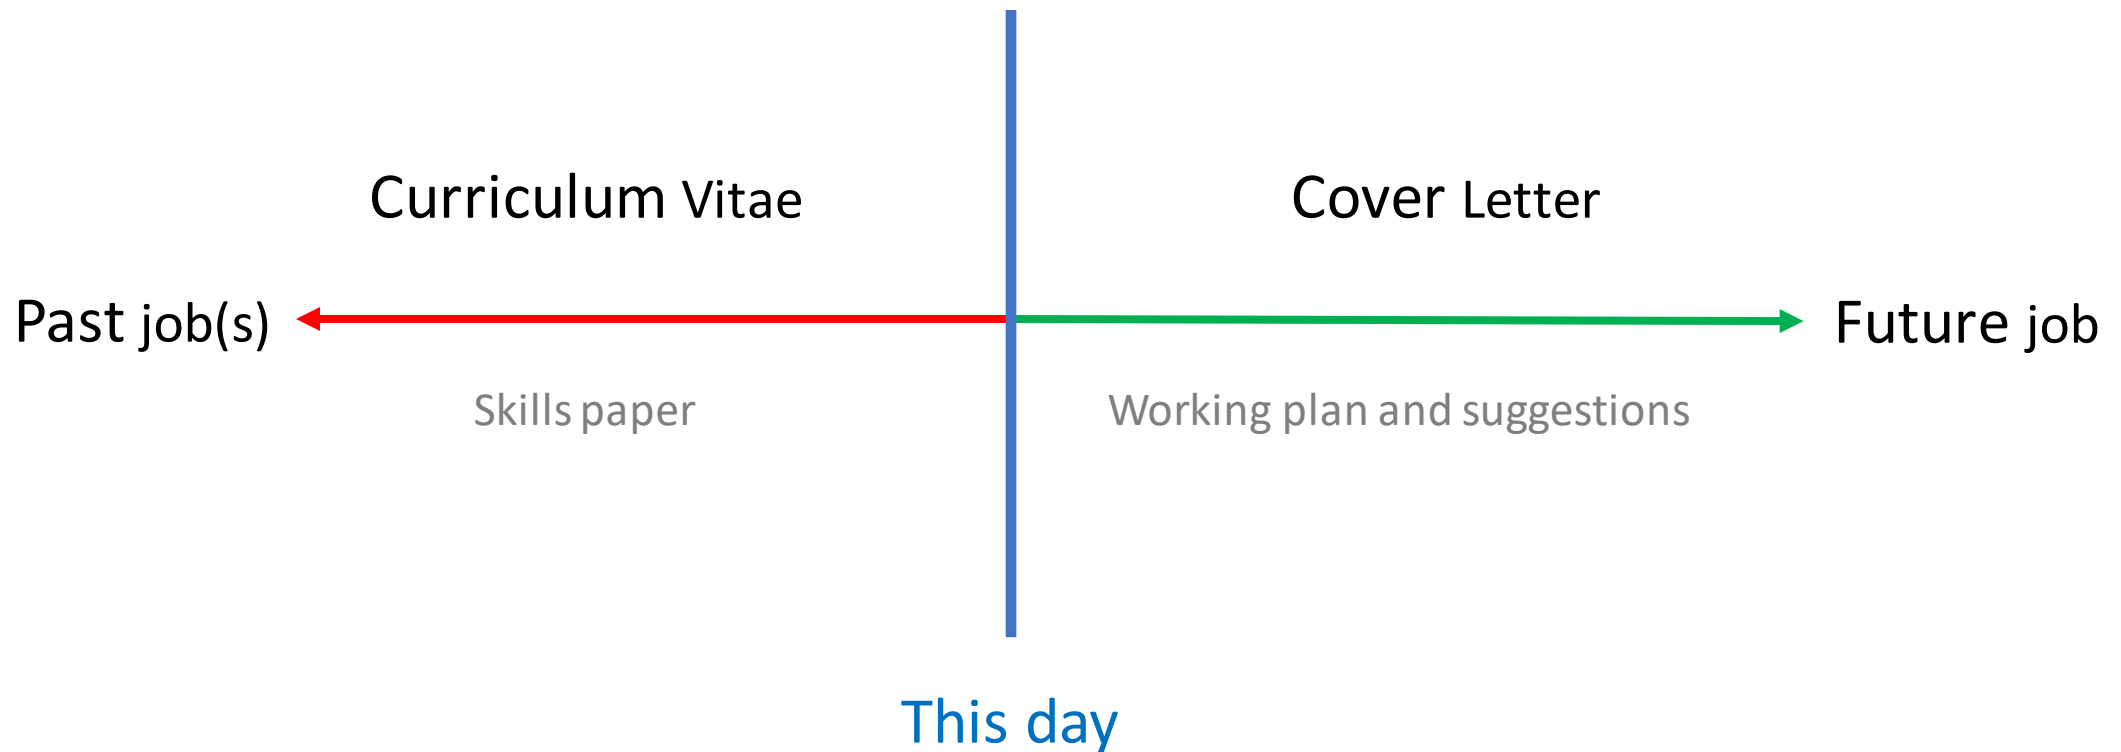 Curriculum Vitae
Cover Letter
Past job(s)
Future job
Skills paper
Working plan and suggestions
This day